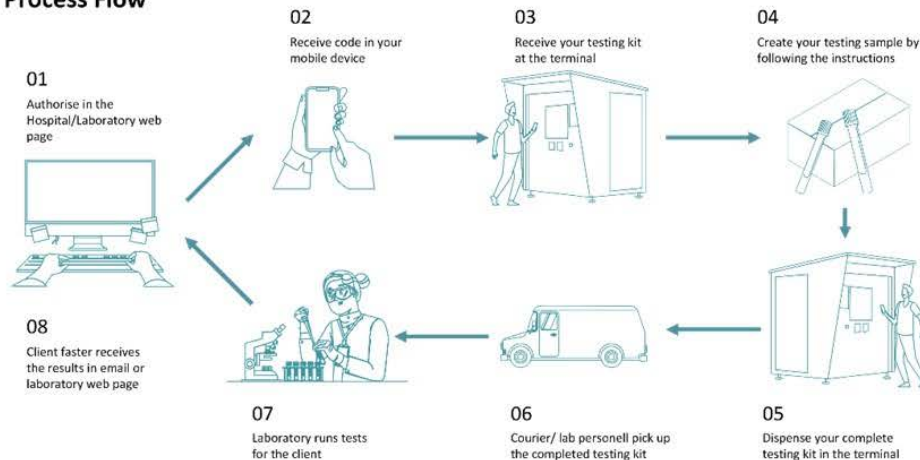 Process Flow
01
Authorise in the
Hospital/Laboratory web
page
02
Receive code in your
mobile device
03
Receive your testing kit
at the terminal
04
Create your testing sample by
following the instructions
05
Dispense your complete
testing kit in the terminal
06
Courier/ lab personell pick up
the completed testing kit
07
Laboratory runs tests
for the client
08
Client faster receives
the results in email or
laboratory web page